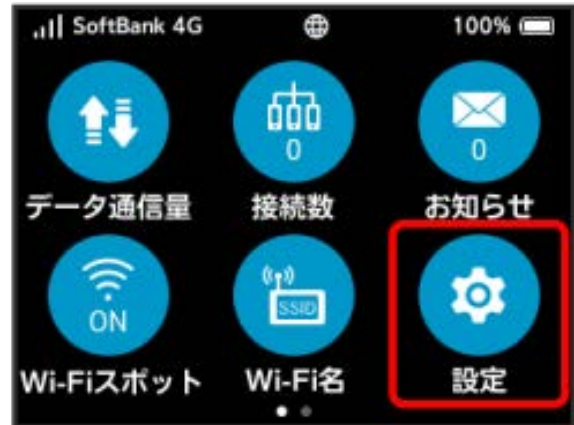 SoftBank 4G 100%
0 0
データ通信量 接続数 お知らせ
ON SSID
Wi-Fiスポット Wi-Fi名 設定